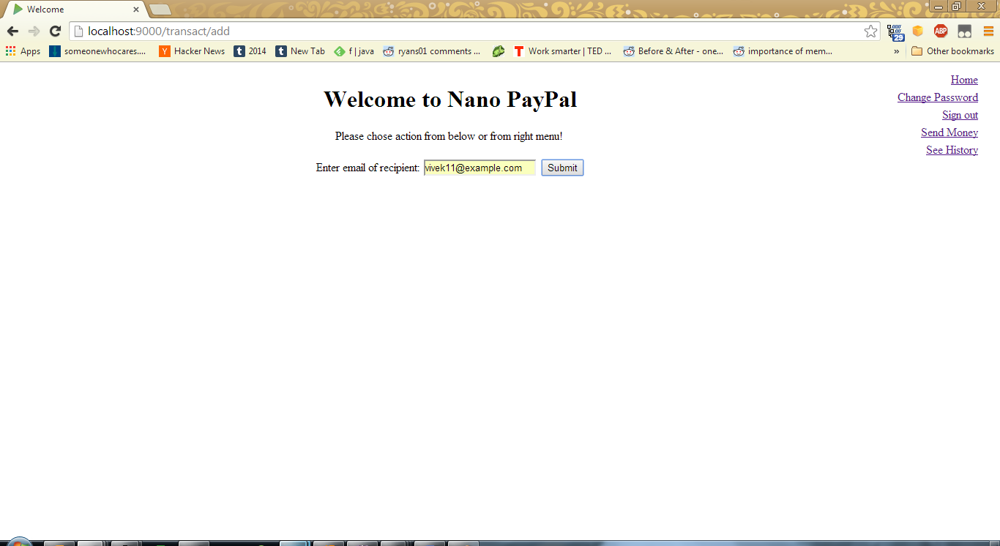 Welcome
localhost:9000/transact/add
29
ABP
Apps someonewhocares.... Y Hacker News t 2014 t New Tab f | java ryans01 comments ... T Work smarter | TED ... Before & After - one... importance of mem... » Other bookmarks
Home
Change Password
Sign out
Send Money
See History
Welcome to Nano PayPal
Please chose action from below or from right menu!
Enter email of recipient: vivek11@example.com Submit